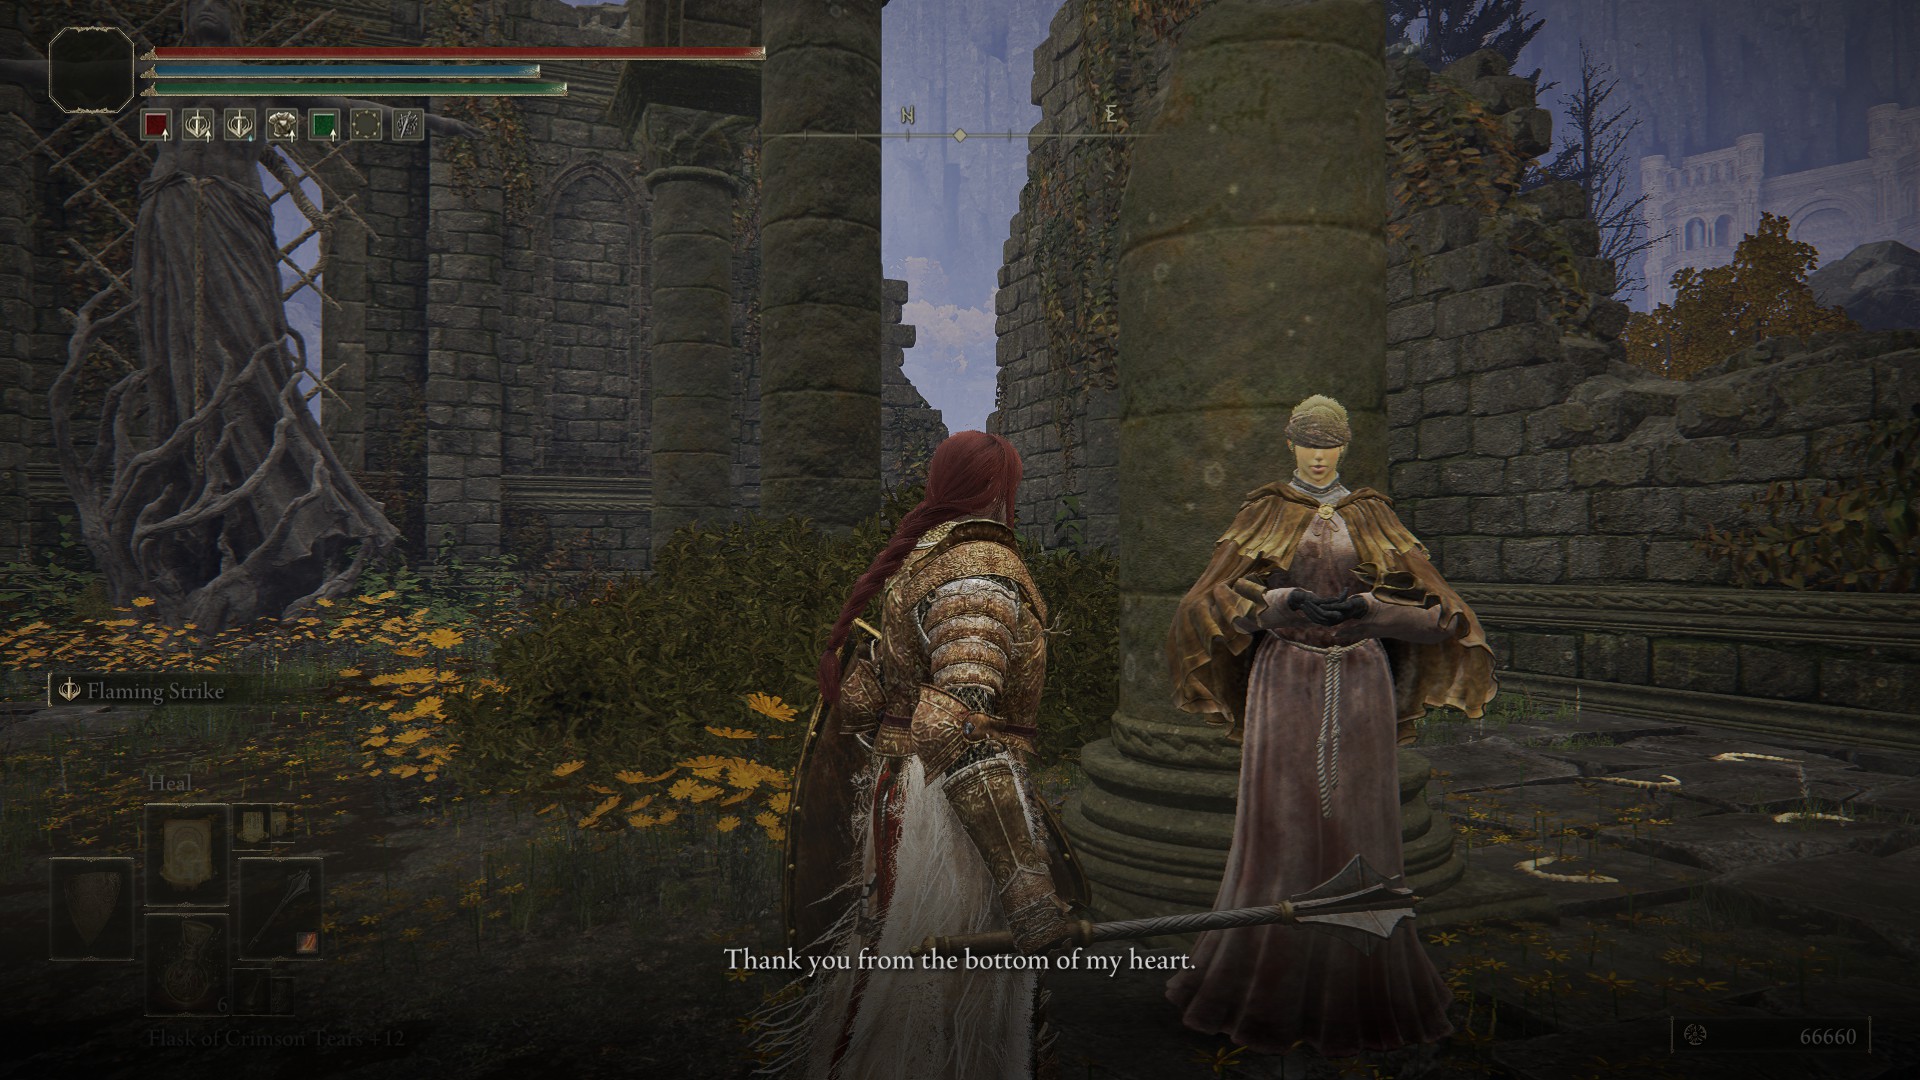 N
E
Flaming Strike
Heal
6
Flask of Crimson Tears +12
Thank you from the bottom of my heart.
66660